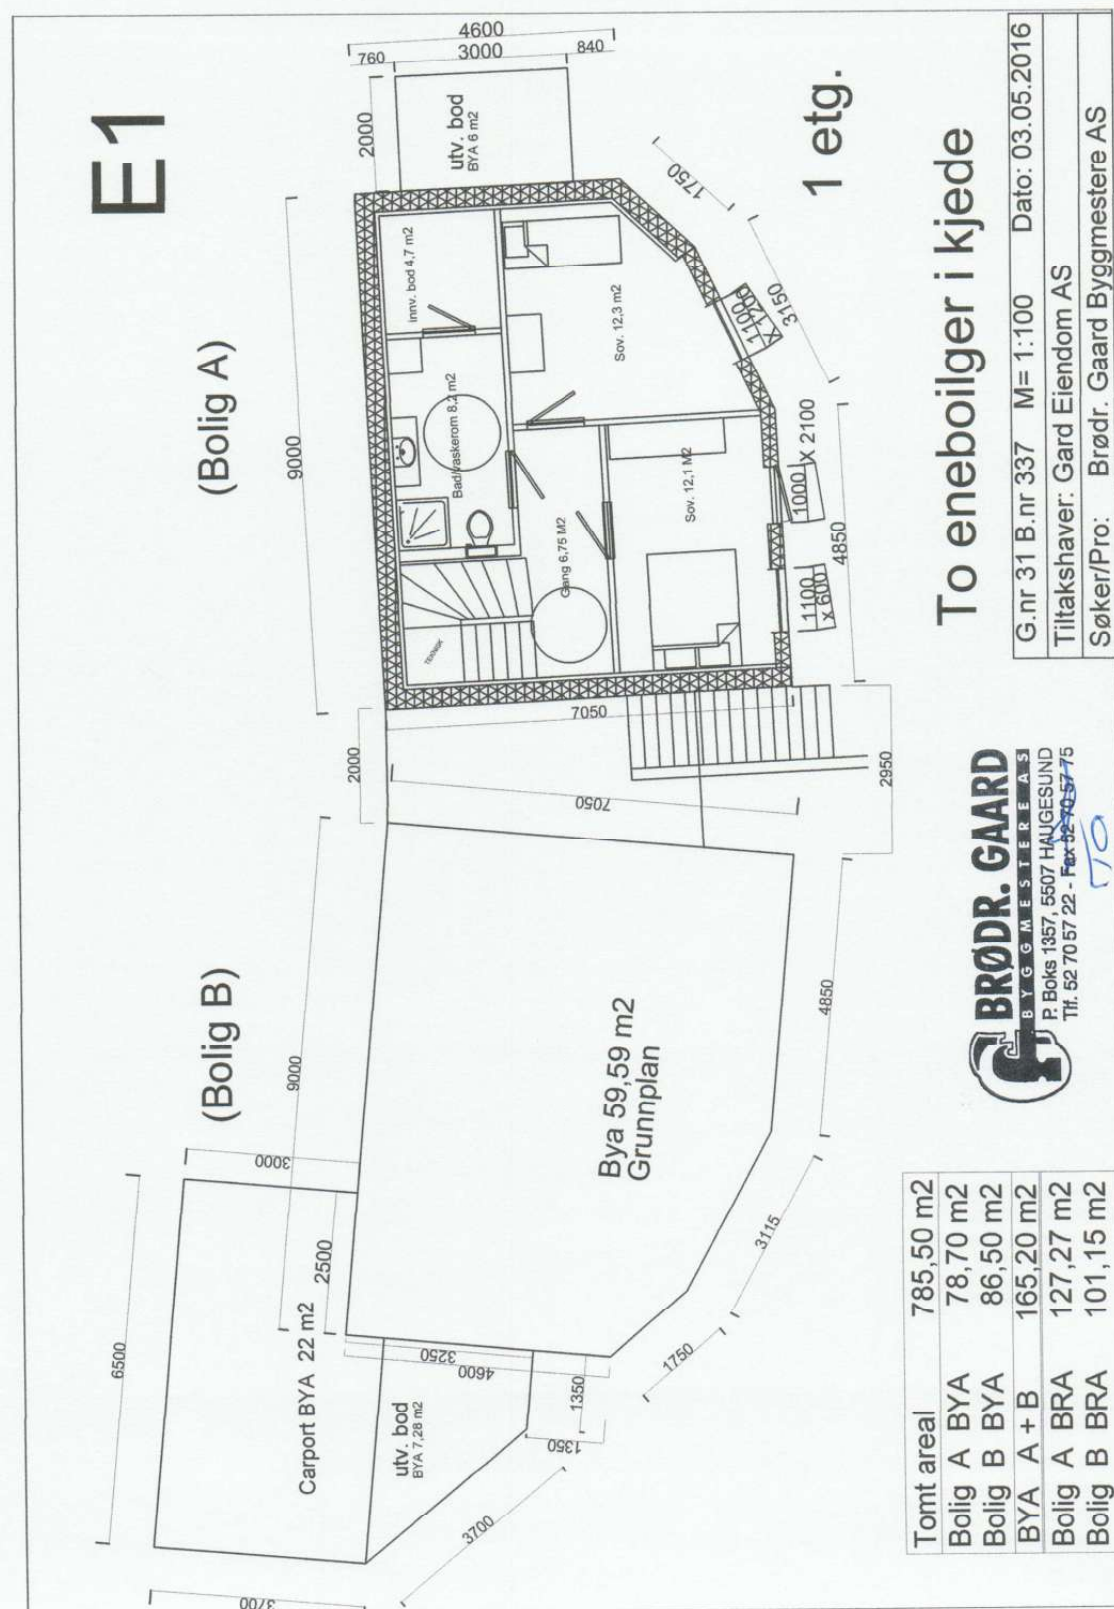 E1
(Bolig A)
(Bolig B)
1 etg.
4600
760
3000
840
2000
utv. bod
BYA 6 m2
9000
innv. bod 4,7 m2
Bad/vaskerom 8,2 m2
Sov. 12,3 m2
Sov. 12,1 M2
Gang 6,75 M2
TEKNISK
1750
3150
1100
x 1200
1000
X 2100
1100
x 600
4850
7050
2000
7050
2950
9000
3000
6500
2500
Carport BYA 22 m2
3700
utv. bod
BYA 7,28 m2
3250
4600
1350
1350
3700
1750
3115
4850
Bya 59,59 m2
Grunnplan
To eneboilger i kjede
G.nr 31 B.nr 337 M= 1:100 Dato: 03.05.2016
Tiltakshaver: Gard Eiendom AS
Søker/Pro: Brødr. Gaard Byggmestere AS
BRØDR. GAARD
BYGGMESTERE AS
P. Boks 1357, 5507 HAUGESUND
Tlf. 52 70 57 22 - Fax 52 70 57 75
Tomt areal 785,50 m2
Bolig A BYA 78,70 m2
Bolig B BYA 86,50 m2
BYA A + B 165,20 m2
Bolig A BRA 127,27 m2
Bolig B BRA 101,15 m2